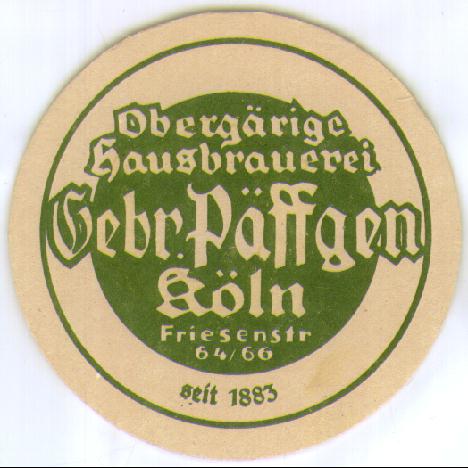 Obergärige
Hausbrauerei
Gebr. Päffgen
Köln
Friesenstr
64/66
seit 1883